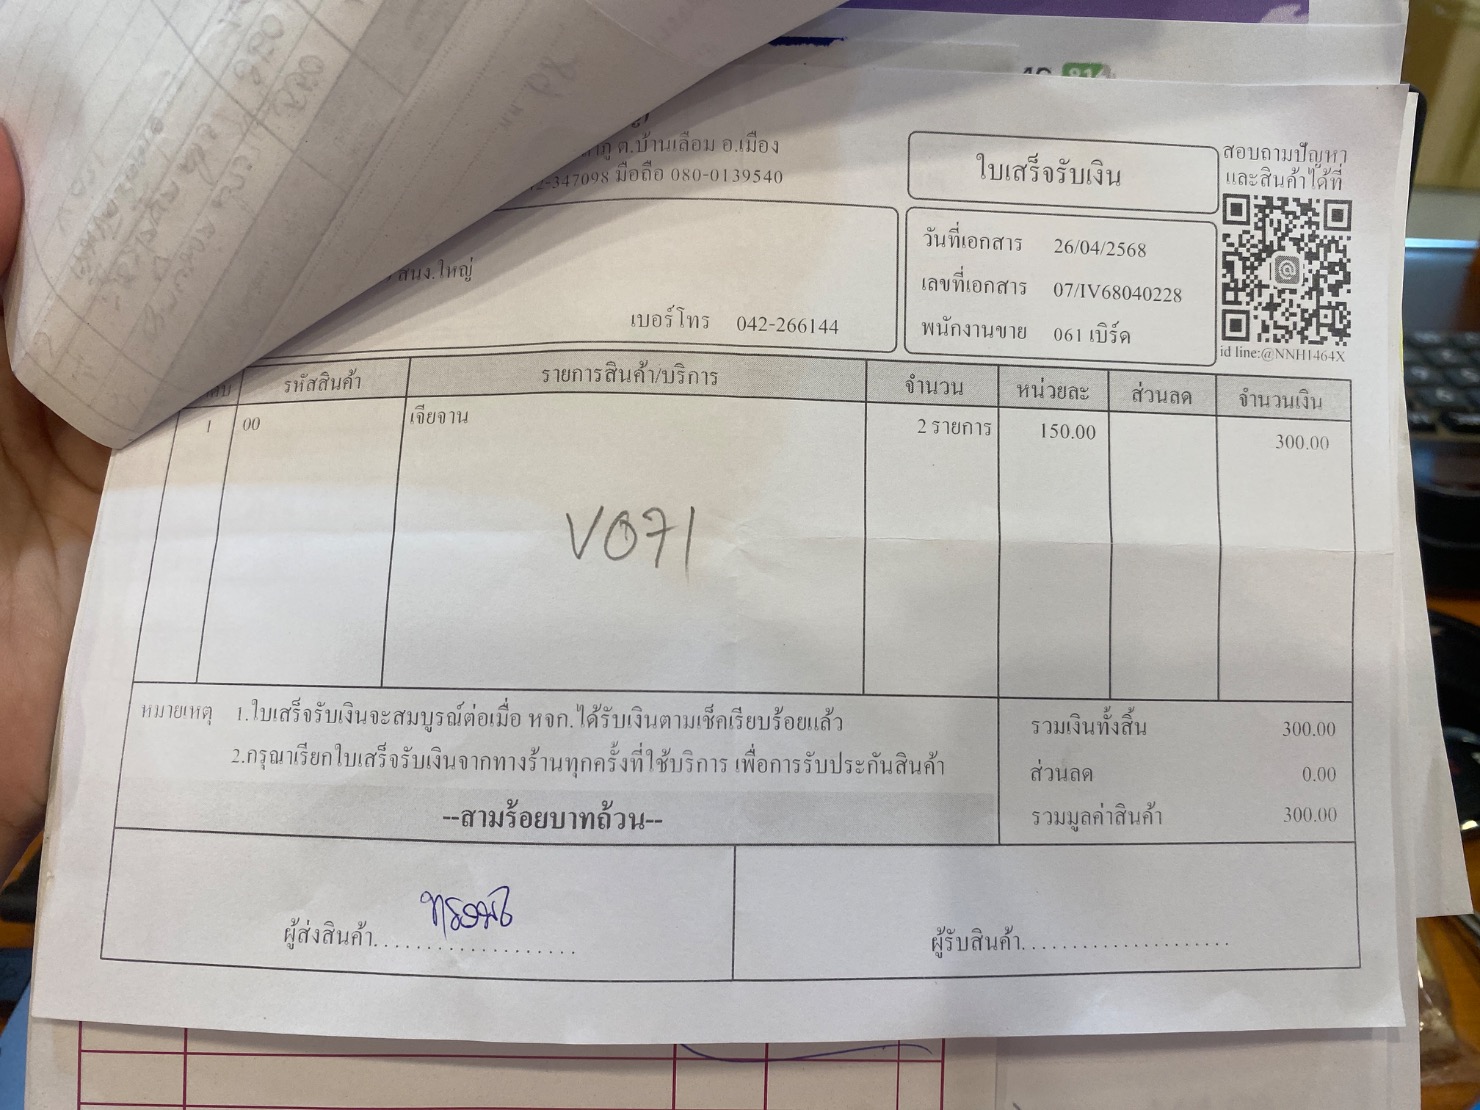 ต.บ้านเลือม อ.เมือง
347098 มือถือ 080-0139540
ใบเสร็จรับเงิน
สอบถามปัญหา
และสินค้าได้ที่
id line:@NNH1464X
วันที่เอกสาร 26/04/2568
เลขที่เอกสาร 07/IV68040228
พนักงานขาย 061 เบิร์ด
สนง.ใหญ่
เบอร์โทร 042-266144
รหัสสินค้า รายการสินค้า/บริการ จำนวน หน่วยละ ส่วนลด จำนวนเงิน
1 00 เจียจาน 2 รายการ 150.00 300.00
V071
หมายเหตุ 1.ใบเสร็จรับเงินจะสมบูรณ์ต่อเมื่อ หจก.ได้รับเงินตามเช็คเรียบร้อยแล้ว
2.กรุณาเรียกใบเสร็จรับเงินจากทางร้านทุกครั้งที่ใช้บริการ เพื่อการรับประกันสินค้า
--สามร้อยบาทถ้วน--
รวมเงินทั้งสิ้น 300.00
ส่วนลด 0.00
รวมมูลค่าสินค้า 300.00
ผู้ส่งสินค้า
ผู้รับสินค้า